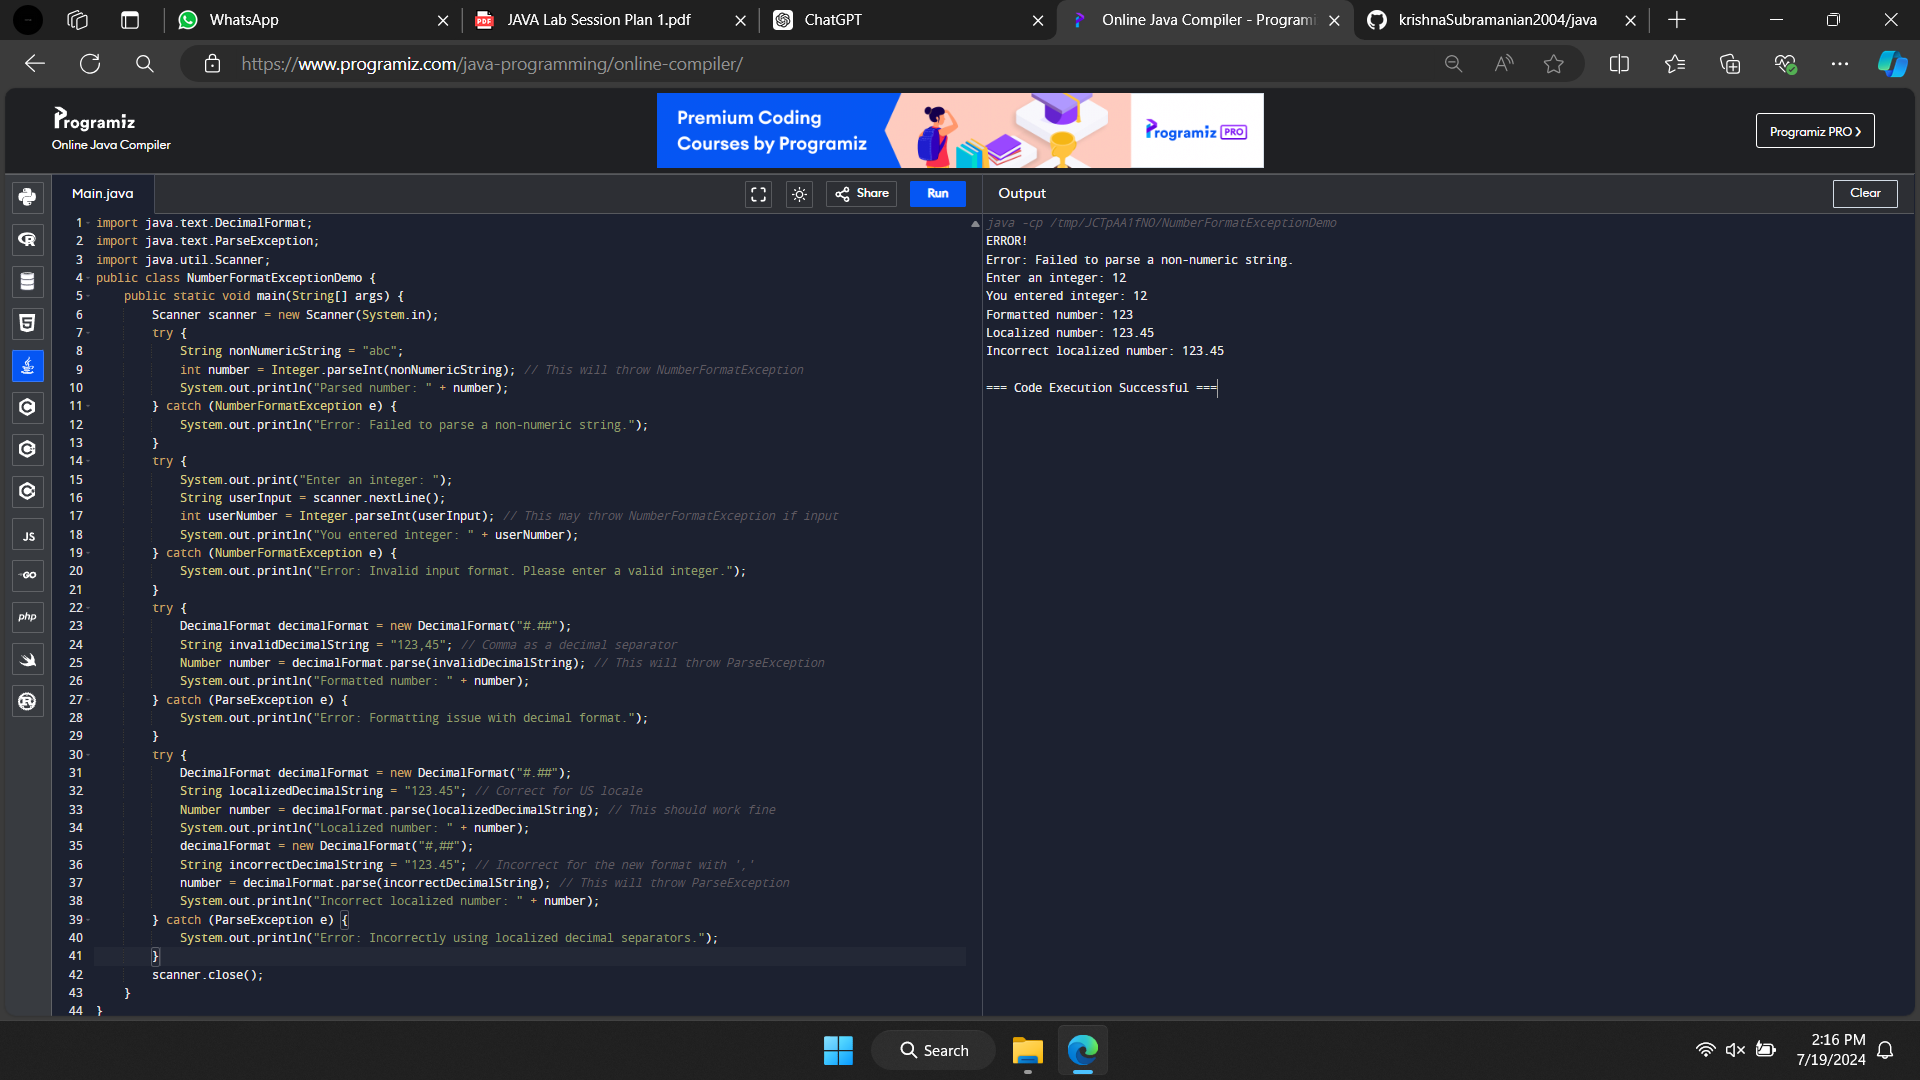 WhatsApp
JAVA Lab Session Plan 1.pdf
ChatGPT
Online Java Compiler - Programi
krishnaSubramanian2004/java
https://www.programiz.com/java-programming/online-compiler/
Programiz
Online Java Compiler
Premium Coding
Courses by Programiz
Programiz PRO
Programiz PRO >
Main.java
Share
Run
Output
Clear
1 import java.text.DecimalFormat;
2 import java.text.ParseException;
3 import java.util.Scanner;
4 public class NumberFormatExceptionDemo {
5     public static void main(String[] args) {
6         Scanner scanner = new Scanner(System.in);
7         try {
8             String nonNumericString = "abc";
9             int number = Integer.parseInt(nonNumericString); // This will throw NumberFormatException
10             System.out.println("Parsed number: " + number);
11         } catch (NumberFormatException e) {
12             System.out.println("Error: Failed to parse a non-numeric string.");
13         }
14         try {
15             System.out.print("Enter an integer: ");
16             String userInput = scanner.nextLine();
17             int userNumber = Integer.parseInt(userInput); // This may throw NumberFormatException if input
18             System.out.println("You entered integer: " + userNumber);
19         } catch (NumberFormatException e) {
20             System.out.println("Error: Invalid input format. Please enter a valid integer.");
21         }
22         try {
23             DecimalFormat decimalFormat = new DecimalFormat("#.##");
24             String invalidDecimalString = "123,45"; // Comma as a decimal separator
25             Number number = decimalFormat.parse(invalidDecimalString); // This will throw ParseException
26             System.out.println("Formatted number: " + number);
27         } catch (ParseException e) {
28             System.out.println("Error: Formatting issue with decimal format.");
29         }
30         try {
31             DecimalFormat decimalFormat = new DecimalFormat("#.##");
32             String localizedDecimalString = "123.45"; // Correct for US locale
33             Number number = decimalFormat.parse(localizedDecimalString); // This should work fine
34             System.out.println("Localized number: " + number);
35             decimalFormat = new DecimalFormat("#,##");
36             String incorrectDecimalString = "123.45"; // Incorrect for the new format with ','
37             number = decimalFormat.parse(incorrectDecimalString); // This will throw ParseException
38             System.out.println("Incorrect localized number: " + number);
39         } catch (ParseException e) {
40             System.out.println("Error: Incorrectly using localized decimal separators.");
41         }
42         scanner.close();
43     }
44 }
java -cp /tmp/JCTpAA1fNO/NumberFormatExceptionDemo
ERROR!
Error: Failed to parse a non-numeric string.
Enter an integer: 12
You entered integer: 12
Formatted number: 123
Localized number: 123.45
Incorrect localized number: 123.45
=== Code Execution Successful ===
JS
GO
php
Search
2:16 PM
7/19/2024